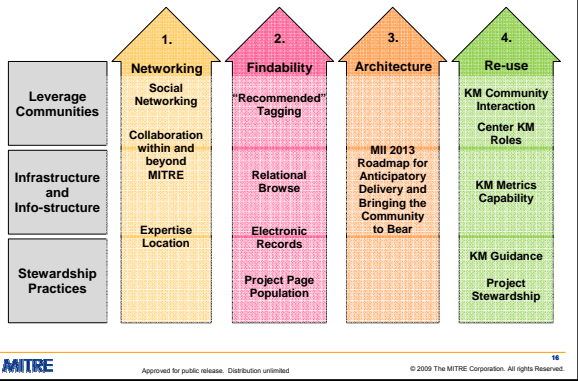 1.
Networking
2.
Findability
3.
Architecture
4.
Re-use
Leverage
Communities
Infrastructure
and
Info-structure
Stewardship
Practices
Social
Networking
Collaboration
within and
beyond
MITRE
Expertise
Location
“Recommended”
Tagging
Relational
Browse
Electronic
Records
Project Page
Population
MII 2013
Roadmap for
Anticipatory
Delivery and
Bringing the
Community
to Bear
KM Community
Interaction
Center KM
Roles
KM Metrics
Capability
KM Guidance
Project
Stewardship
16
MITRE
Approved for public release. Distribution unlimited
© 2009 The MITRE Corporation. All rights Reserved.